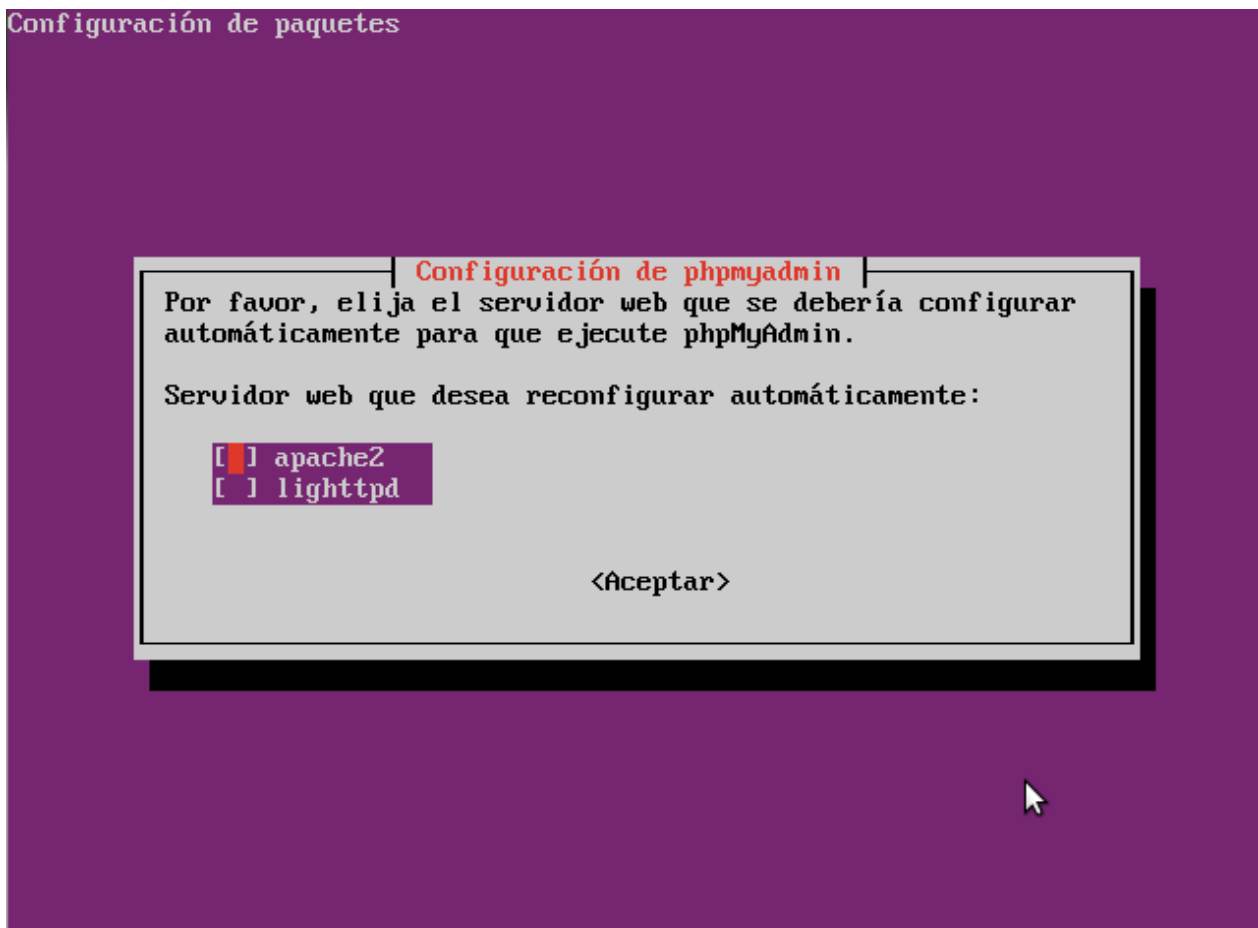 Configuración de paquetes
Configuración de phpmyadmin
Por favor, elija el servidor web que se debería configurar
automáticamente para que ejecute phpMyAdmin.
Servidor web que desea reconfigurar automáticamente:
[ ] apache2
[ ] lighttpd
<Aceptar>